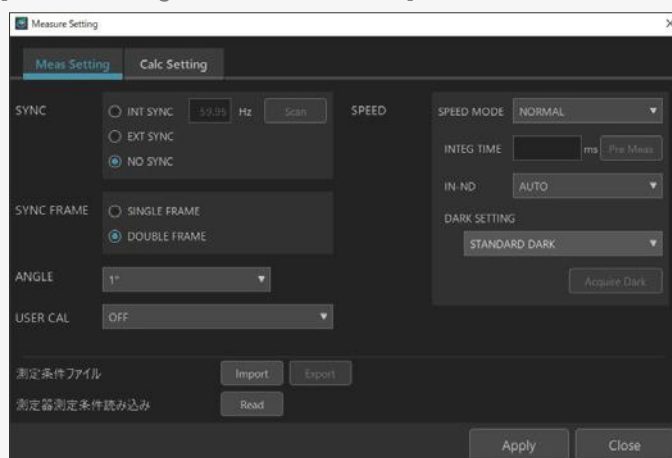 Measure Setting
Meas Setting Calc Setting
SYNC INT SYNC 59.95 Hz Scan
EXT SYNC
NO SYNC
SYNC FRAME SINGLE FRAME
DOUBLE FRAME
ANGLE 1°
USER CAL OFF
SPEED SPEED MODE NORMAL
INTEG TIME ms Pre Meas
IN-ND AUTO
DARK SETTING
STANDARD DARK
Acquire Dark
測定条件ファイル Import Export
測定器測定条件読み込み Read
Apply Close